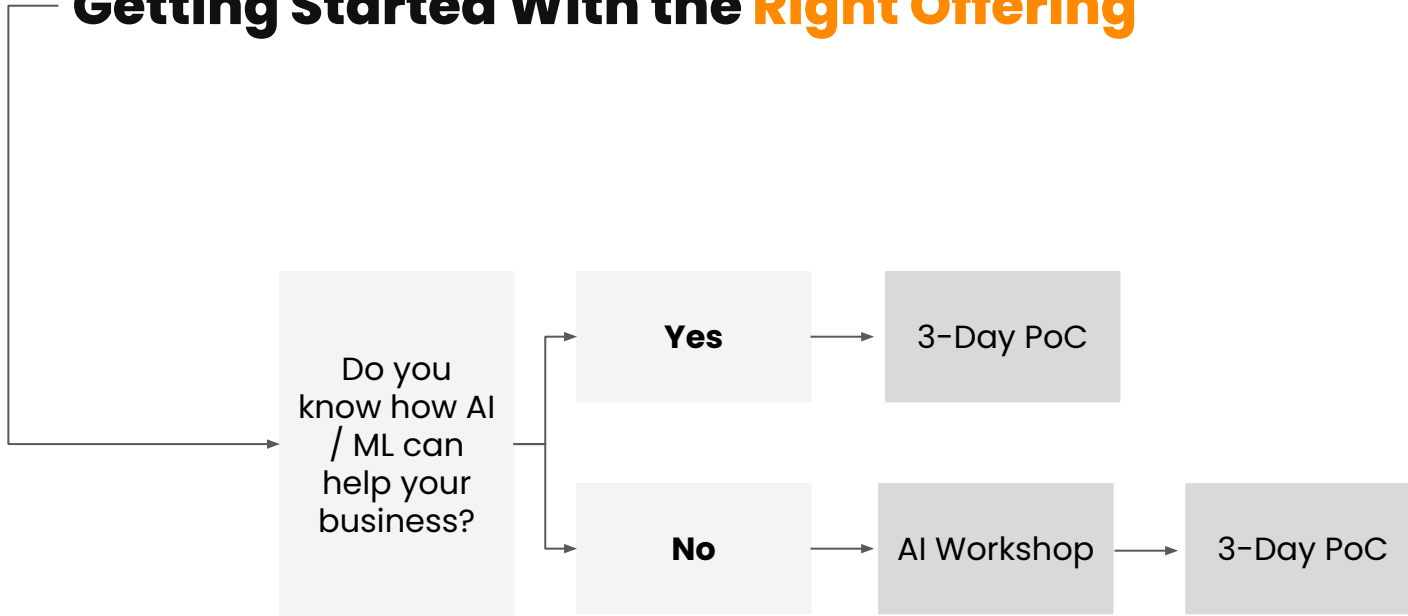 Getting Started With the Right Offering
Do you
know how AI
/ ML can
help your
business?
Yes
3-Day PoC
No
AI Workshop
3-Day PoC